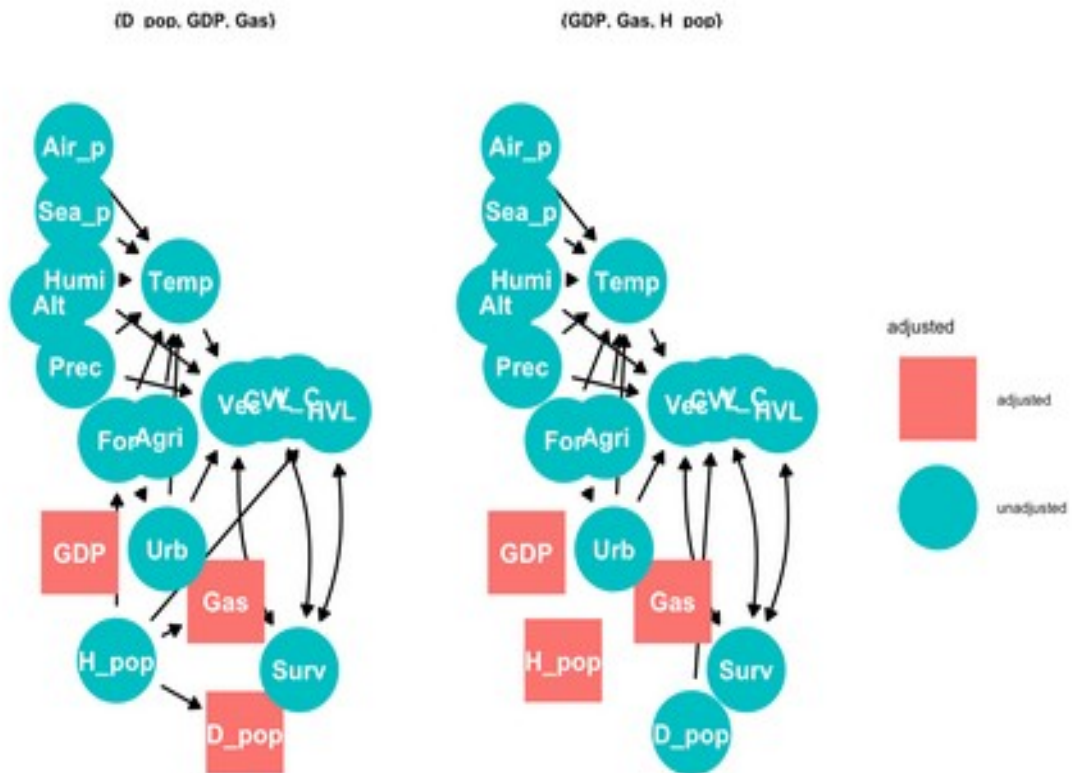 {D_pop, GDP, Gas}
Air_p
Sea_p
Humi
Alt
Temp
Prec
For
Agri
Vec
HVL
GDP
Urb
Gas
H_pop
Surv
D_pop
{GDP, Gas, H_pop}
Air_p
Sea_p
Humi
Alt
Temp
Prec
For
Agri
Vec
HVL
GDP
Urb
Gas
H_pop
Surv
D_pop
adjusted
adjusted
unadjusted